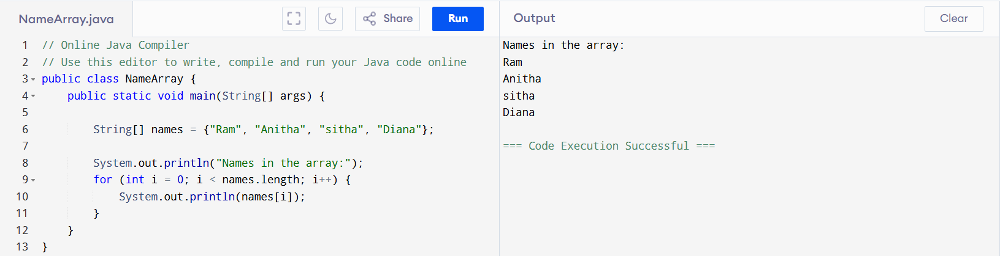 NameArray.java
Share
Run
Output
Clear
1 // Online Java Compiler
2 // Use this editor to write, compile and run your Java code online
3 public class NameArray {
4     public static void main(String[] args) {
5
6         String[] names = {"Ram", "Anitha", "sitha", "Diana"};
7
8         System.out.println("Names in the array:");
9         for (int i = 0; i < names.length; i++) {
10             System.out.println(names[i]);
11         }
12     }
13 }
Names in the array:
Ram
Anitha
sitha
Diana
=== Code Execution Successful ===